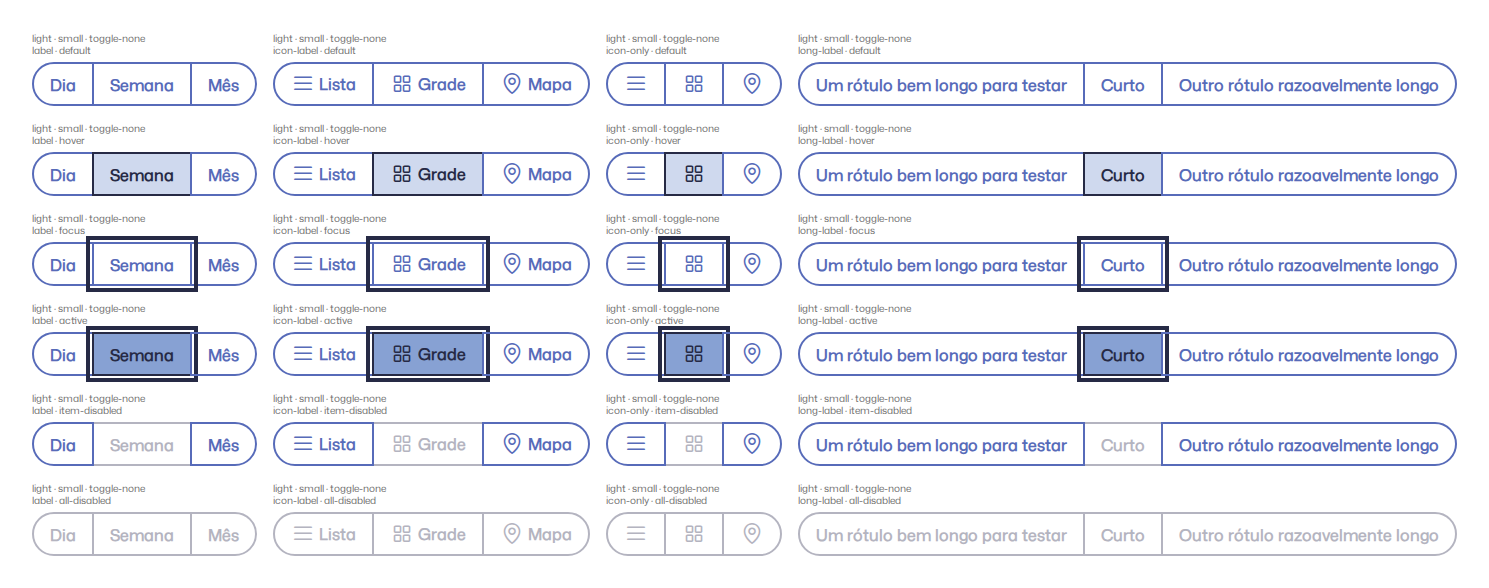 light · small · toggle-none
label · default
Dia Semana Mês
light · small · toggle-none
icon-label · default
Lista Grade Mapa
light · small · toggle-none
icon-only · default
light · small · toggle-none
long-label · default
Um rótulo bem longo para testar Curto Outro rótulo razoavelmente longo
light · small · toggle-none
label · hover
Dia Semana Mês
light · small · toggle-none
icon-label · hover
Lista Grade Mapa
light · small · toggle-none
icon-only · hover
light · small · toggle-none
long-label · hover
Um rótulo bem longo para testar Curto Outro rótulo razoavelmente longo
light · small · toggle-none
label · focus
Dia Semana Mês
light · small · toggle-none
icon-label · focus
Lista Grade Mapa
light · small · toggle-none
icon-only · focus
light · small · toggle-none
long-label · focus
Um rótulo bem longo para testar Curto Outro rótulo razoavelmente longo
light · small · toggle-none
label · active
Dia Semana Mês
light · small · toggle-none
icon-label · active
Lista Grade Mapa
light · small · toggle-none
icon-only · active
light · small · toggle-none
long-label · active
Um rótulo bem longo para testar Curto Outro rótulo razoavelmente longo
light · small · toggle-none
label · item-disabled
Dia Semana Mês
light · small · toggle-none
icon-label · item-disabled
Lista Grade Mapa
light · small · toggle-none
icon-only · item-disabled
light · small · toggle-none
long-label · item-disabled
Um rótulo bem longo para testar Curto Outro rótulo razoavelmente longo
light · small · toggle-none
label · all-disabled
Dia Semana Mês
light · small · toggle-none
icon-label · all-disabled
Lista Grade Mapa
light · small · toggle-none
icon-only · all-disabled
light · small · toggle-none
long-label · all-disabled
Um rótulo bem longo para testar Curto Outro rótulo razoavelmente longo